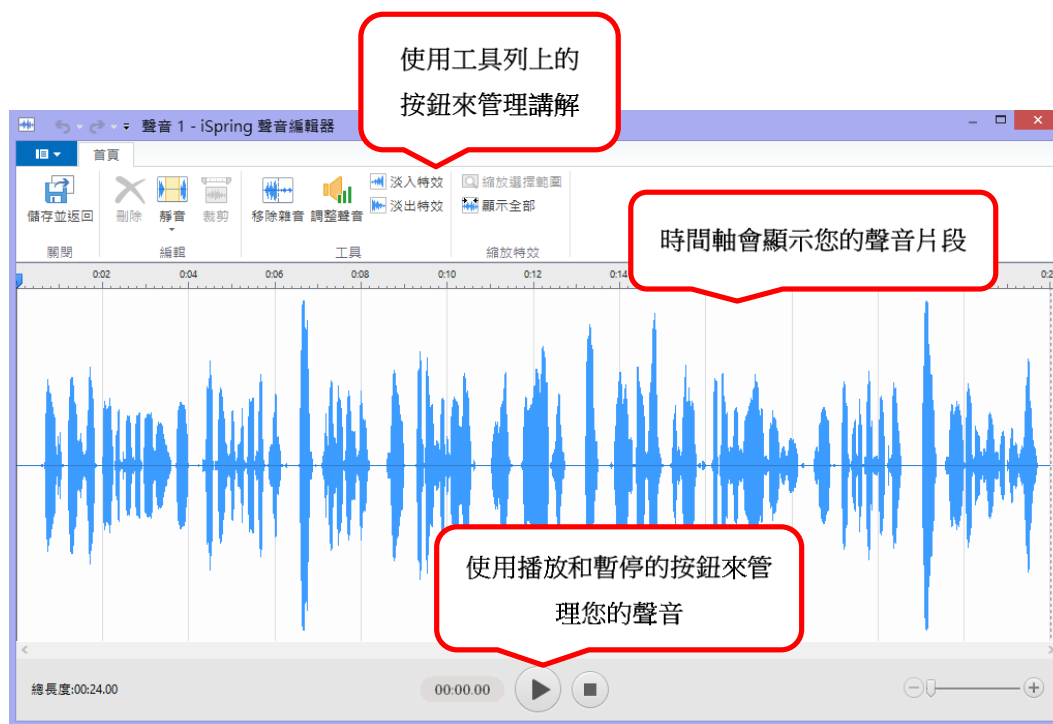 使用工具列上的
按鈕來管理講解
聲音 1 - iSpring 聲音編輯器
首頁
儲存並返回
刪除
靜音
裁剪
移除雜音
調整聲音
淡入特效
淡出特效
縮放選擇範圍
顯示全部
關閉
編輯
工具
縮放特效
時間軸會顯示您的聲音片段
0:02 0:04 0:06 0:08 0:10 0:12 0:14
使用播放和暫停的按鈕來管
理您的聲音
總長度:00:24.00
00:00.00